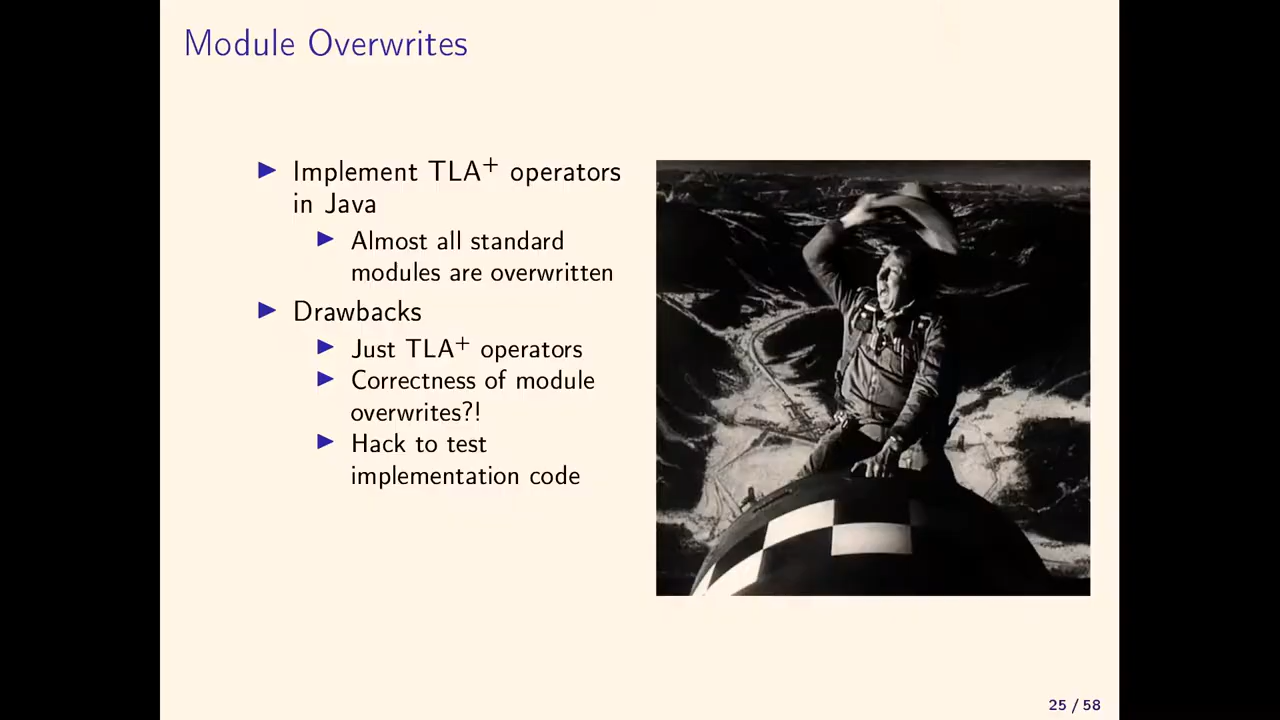 Module Overwrites
Implement TLA⁺ operators
in Java
Almost all standard
modules are overwritten
Drawbacks
Just TLA⁺ operators
Correctness of module
overwrites?!
Hack to test
implementation code
25 / 58